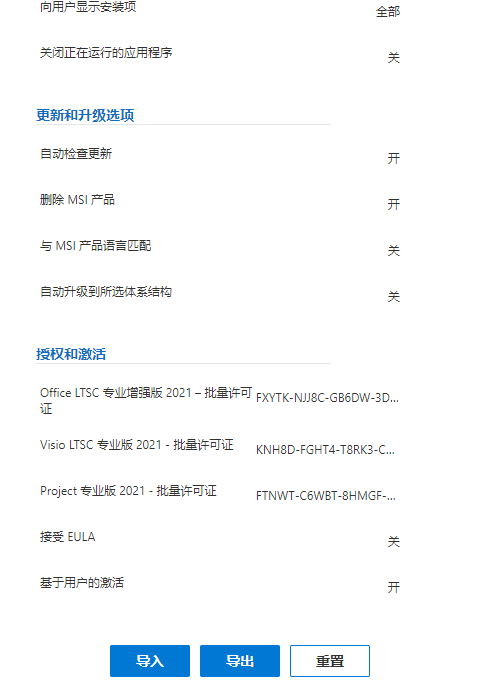 向用户显示安装项
全部
关闭正在运行的应用程序
关
更新和升级选项
自动检查更新
开
删除 MSI 产品
开
与 MSI 产品语言匹配
关
自动升级到所选体系结构
关
授权和激活
Office LTSC 专业增强版 2021 – 批量许可
证
FXYTK-NJJ8C-GB6DW-3D...
Visio LTSC 专业版 2021 - 批量许可证
KNH8D-FGHT4-T8RK3-C...
Project 专业版 2021 - 批量许可证
FTNWT-C6WBT-8HMGF-...
接受 EULA
关
基于用户的激活
开
导入
导出
重置